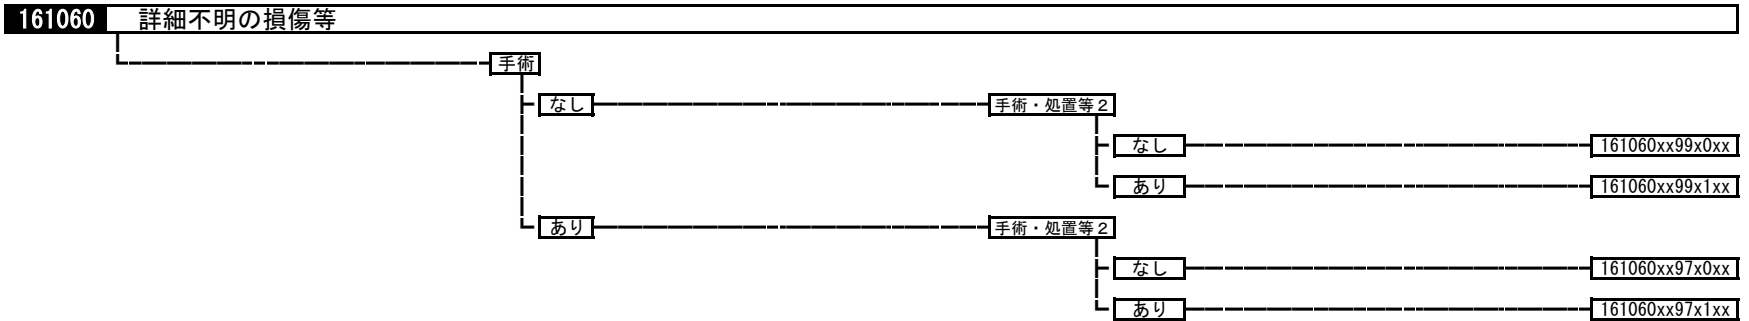 161060 詳細不明の損傷等
手術
なし 手術・処置等２
なし 161060xx99x0xx
あり 161060xx99x1xx
あり 手術・処置等２
なし 161060xx97x0xx
あり 161060xx97x1xx